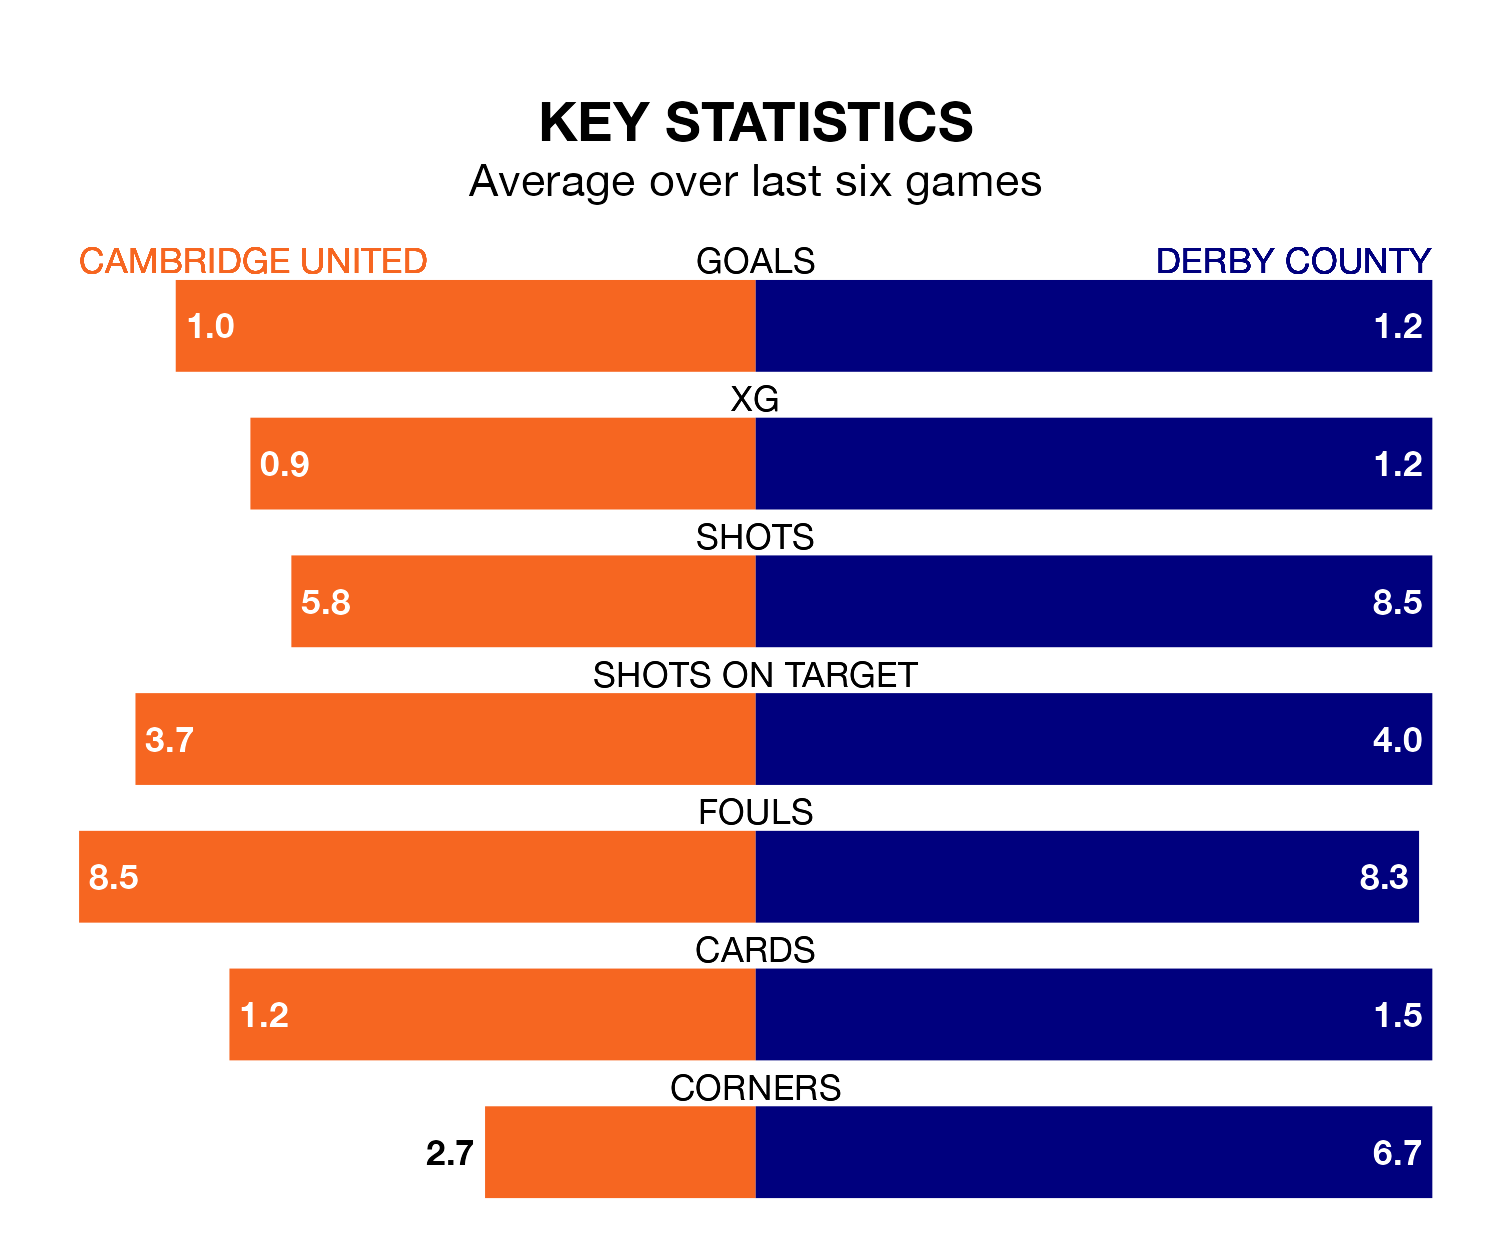 KEY STATISTICS
Average over last six games
CAMBRIDGE UNITED GOALS DERBY COUNTY
1.0 1.2
XG
0.9 1.2
SHOTS
5.8 8.5
SHOTS ON TARGET
3.7 4.0
FOULS
8.5 8.3
CARDS
1.2 1.5
CORNERS
2.7 6.7